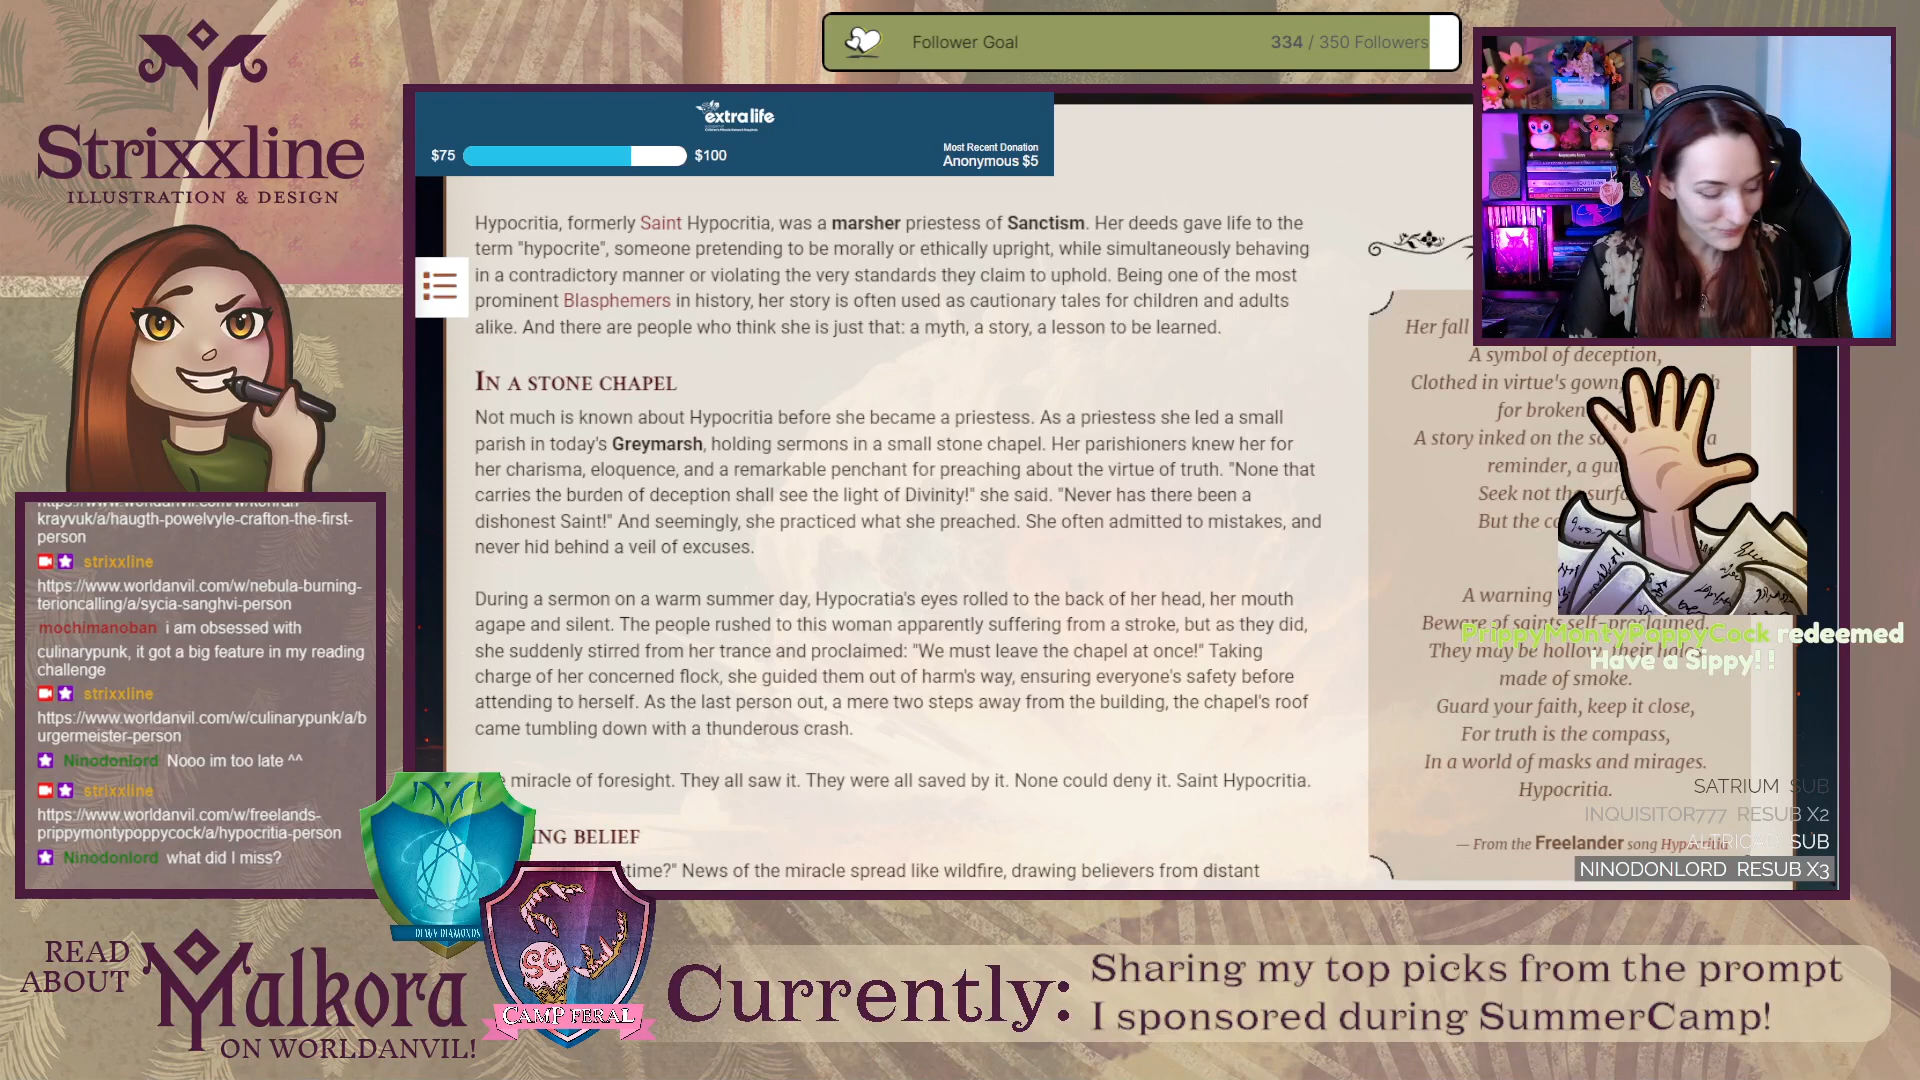 Strixxline
ILLUSTRATION & DESIGN
Follower Goal
334 / 350 Followers
extralife
$75
$100
Most Recent Donation
Anonymous $5
Hypocritia, formerly Saint Hypocritia, was a marsher priestess of Sanctism. Her deeds gave life to the
term "hypocrite", someone pretending to be morally or ethically upright, while simultaneously behaving
in a contradictory manner or violating the very standards they claim to uphold. Being one of the most
prominent Blasphemers in history, her story is often used as cautionary tales for children and adults
alike. And there are people who think she is just that: a myth, a story, a lesson to be learned.
IN A STONE CHAPEL
Not much is known about Hypocritia before she became a priestess. As a priestess she led a small
parish in today's Greymarsh, holding sermons in a small stone chapel. Her parishioners knew her for
her charisma, eloquence, and a remarkable penchant for preaching about the virtue of truth. "None that
carries the burden of deception shall see the light of Divinity!" she said. "Never has there been a
dishonest Saint!" And seemingly, she practiced what she preached. She often admitted to mistakes, and
never hid behind a veil of excuses.
During a sermon on a warm summer day, Hypocratia's eyes rolled to the back of her head, her mouth
agape and silent. The people rushed to this woman apparently suffering from a stroke, but as they did,
she suddenly stirred from her trance and proclaimed: "We must leave the chapel at once!" Taking
charge of her concerned flock, she guided them out of harm's way, ensuring everyone's safety before
attending to herself. As the last person out, a mere two steps away from the building, the chapel's roof
came tumbling down with a thunderous crash.
miracle of foresight. They all saw it. They were all saved by it. None could deny it. Saint Hypocritia.
ING BELIEF
time?" News of the miracle spread like wildfire, drawing believers from distant
Her fall
A symbol of deception,
Clothed in virtue's gown,
for broken
A story inked on the
a
reminder, a
Seek not
But the
A warning
Beware of saints self-proclaimed,
They may be hollow, their
made of smoke.
Guard your faith, keep it close,
For truth is the compass,
In a world of masks and mirages.
Hypocritia.
— From the Freelander song Hypocritia
PrippyMontyPoppyCock redeemed
Have a Sippy!!
SATRIUM SUB
INQUISITOR777 RESUB X2
SUB
NINODONLORD RESUB X3
krayvuk/a/haugth-powelvyle-crafton-the-first-
person
strixxline
https://www.worldanvil.com/w/nebula-burning-
terioncalling/a/sycia-sanghvi-person
mochimanoban i am obsessed with
culinarypunk, it got a big feature in my reading
challenge
strixxline
https://www.worldanvil.com/w/culinarypunk/a/b
urgermeister-person
Ninodonlord Nooo im too late ^^
strixxline
https://www.worldanvil.com/w/freelands-
prippymontypoppycock/a/hypocritia-person
Ninodonlord what did I miss?
DEWY DIAMONDS
SC
CAMP FERAL
READ
ABOUT
Malkora
ON WORLDANVIL!
Currently:
Sharing my top picks from the prompt
I sponsored during SummerCamp!